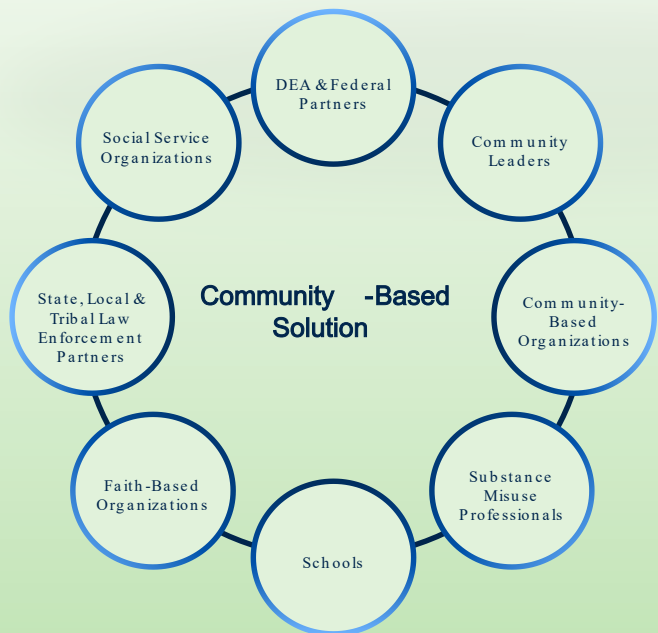 DEA & Federal
Partners
Social Service
Organizations
Community
Leaders
State, Local &
Tribal Law
Enforcement
Partners
Community -Based
Solution
Community-
Based
Organizations
Faith-Based
Organizations
Substance
Misuse
Professionals
Schools